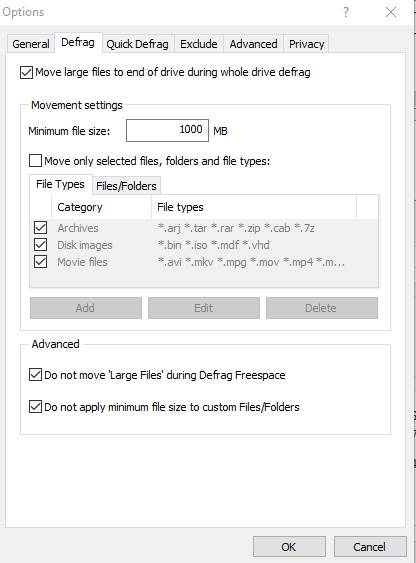 Options ?
General Defrag Quick Defrag Exclude Advanced Privacy
Move large files to end of drive during whole drive defrag
Movement settings
Minimum file size: 1000 MB
Move only selected files, folders and file types:
File Types Files/Folders
Category File types
Archives *.arj *.tar *.rar *.zip *.cab *.7z
Disk images *.bin *.iso *.mdf *.vhd
Movie files *.avi *.mkv *.mpg *.mov *.mp4 *.m...
Add Edit Delete
Advanced
Do not move 'Large Files' during Defrag Freespace
Do not apply minimum file size to custom Files/Folders
OK Cancel